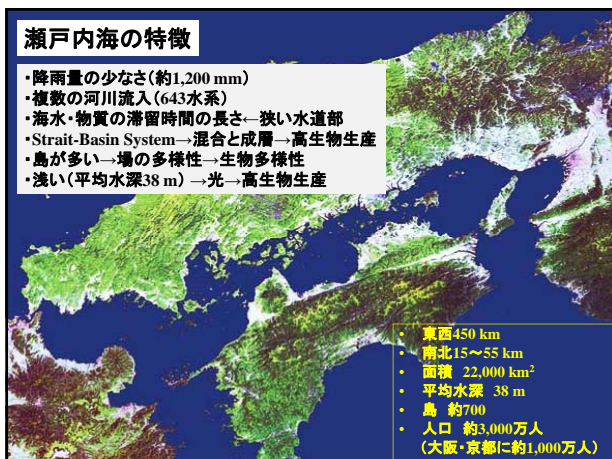 瀬戸内海の特徴
・降雨量の少なさ（約1,200 mm）
・複数の河川流入（643水系）
・海水・物質の滞留時間の長さ←狭い水道部
・Strait-Basin System→混合と成層→高生物生産
・島が多い→場の多様性→生物多様性
・浅い（平均水深38 m）→光→高生物生産
• 東西450 km
• 南北15～55 km
• 面積 22,000 km²
• 平均水深 38 m
• 島 約700
• 人口 約3,000万人
（大阪・京都に約1,000万人）